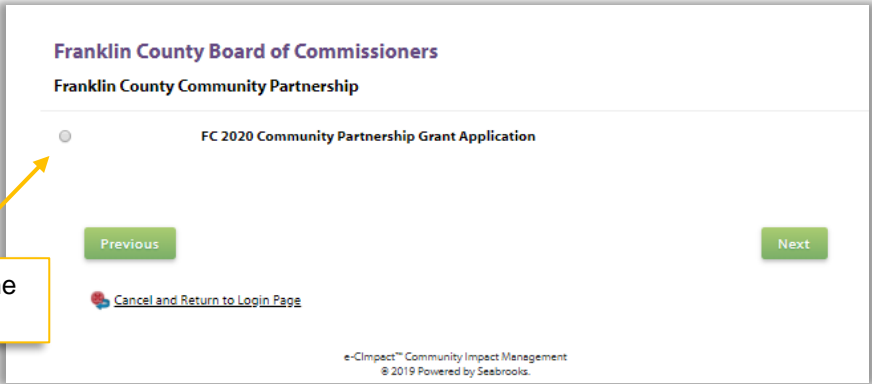 Franklin County Board of Commissioners
Franklin County Community Partnership
FC 2020 Community Partnership Grant Application
Previous
Next
Cancel and Return to Login Page
e-CImpact™ Community Impact Management
© 2019 Powered by Seabrooks.